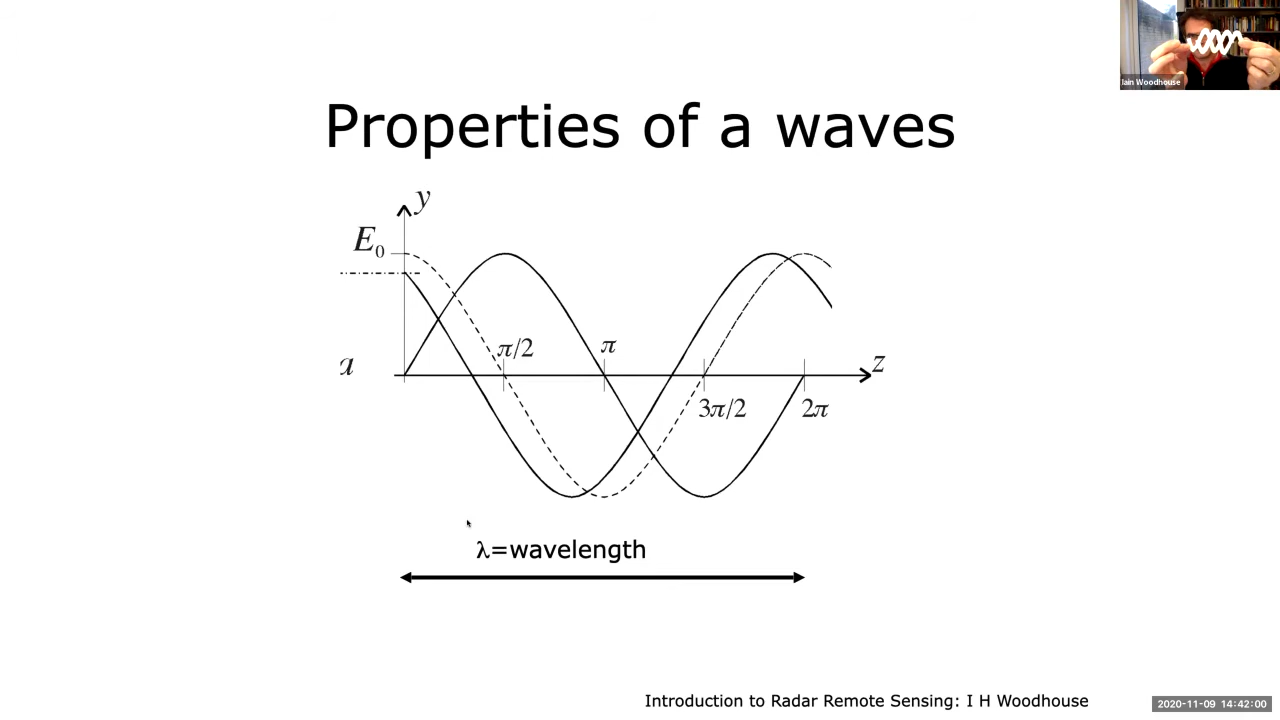 Iain Woodhouse
Properties of a waves
y
E₀
π/2
π
z
a
3π/2
2π
λ=wavelength
Introduction to Radar Remote Sensing: I H Woodhouse
2020-11-09 14:42:00